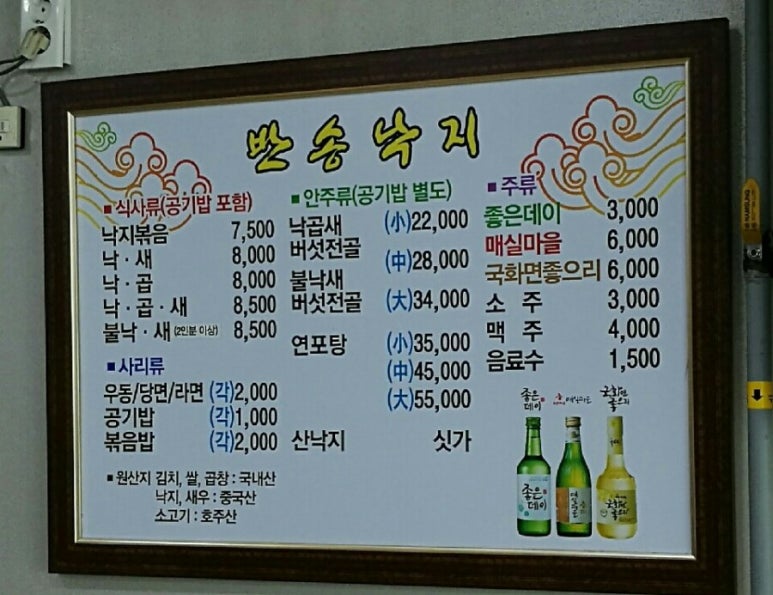 반송낙지
■ 식사류(공기밥 포함)
낙지볶음 7,500
낙·새 8,000
낙·곱 8,000
낙·곱·새 8,500
불낙·새 (2인분 이상) 8,500
■ 사리류
우동/당면/라면 (각)2,000
공기밥 (각)1,000
볶음밥 (각)2,000
■ 원산지 김치, 쌀, 곱창 : 국내산
낙지, 새우 : 중국산
소고기 : 호주산
■ 안주류(공기밥 별도)
낙곱새 (小)22,000
버섯전골
(中)28,000
불낙새
버섯전골 (大)34,000
연포탕 (小)35,000
(中)45,000
(大)55,000
산낙지 싯가
■ 주류
좋은데이 3,000
매실마을 6,000
국화면좋으리 6,000
소 주 3,000
맥 주 4,000
음료수 1,500
좋은데이 매실마을 국화면좋으리
좋은데이